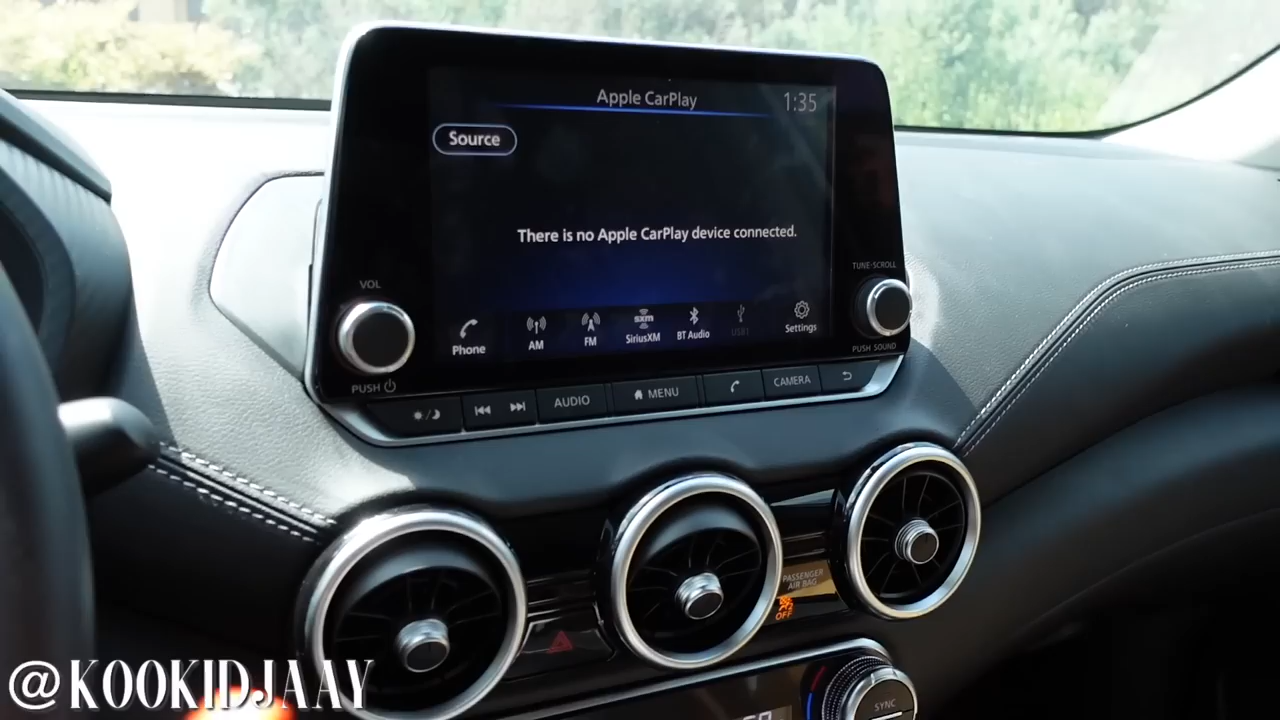 Apple CarPlay
1:35
Source
There is no Apple CarPlay device connected.
VOL
TUNE·SCROLL
Phone
AM
FM
sxm
SiriusXM
BT Audio
USB1
Settings
PUSH
PUSH SOUND
AUDIO
MENU
CAMERA
PASSENGER
AIR BAG
OFF
SYNC
@KOOKIDJAAY